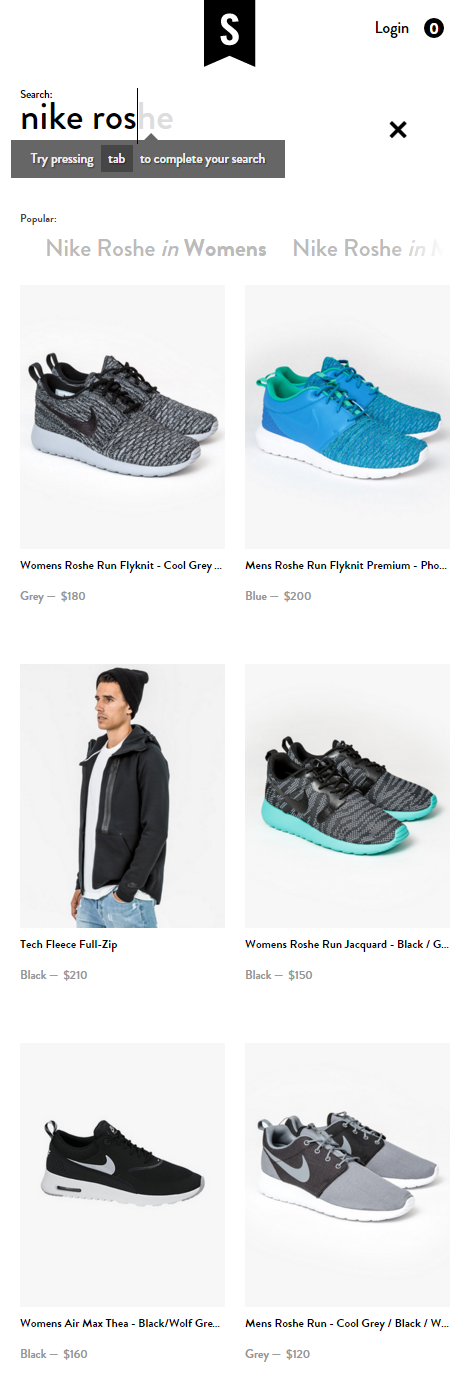 S
Login 0
Search:
nike roshe
Try pressing tab to complete your search
Popular:
Nike Roshe in Womens Nike Roshe in
Womens Roshe Run Flyknit - Cool Grey ...
Grey — $180
Mens Roshe Run Flyknit Premium - Pho...
Blue — $200
Tech Fleece Full-Zip
Black — $210
Womens Roshe Run Jacquard - Black / G...
Black — $150
Womens Air Max Thea - Black/Wolf Gre...
Black — $160
Mens Roshe Run - Cool Grey / Black / W...
Grey — $120